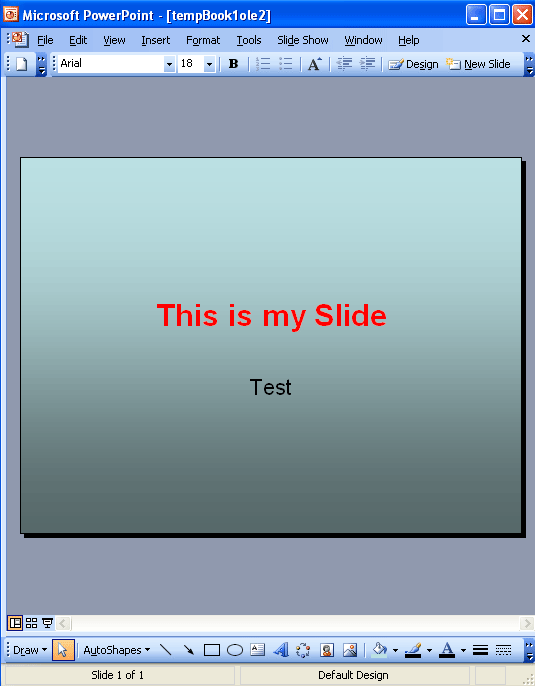 Microsoft PowerPoint - [tempBook1ole2]
File Edit View Insert Format Tools Slide Show Window Help
Arial 18 B A Design New Slide
This is my Slide
Test
Draw AutoShapes A A
Slide 1 of 1 Default Design